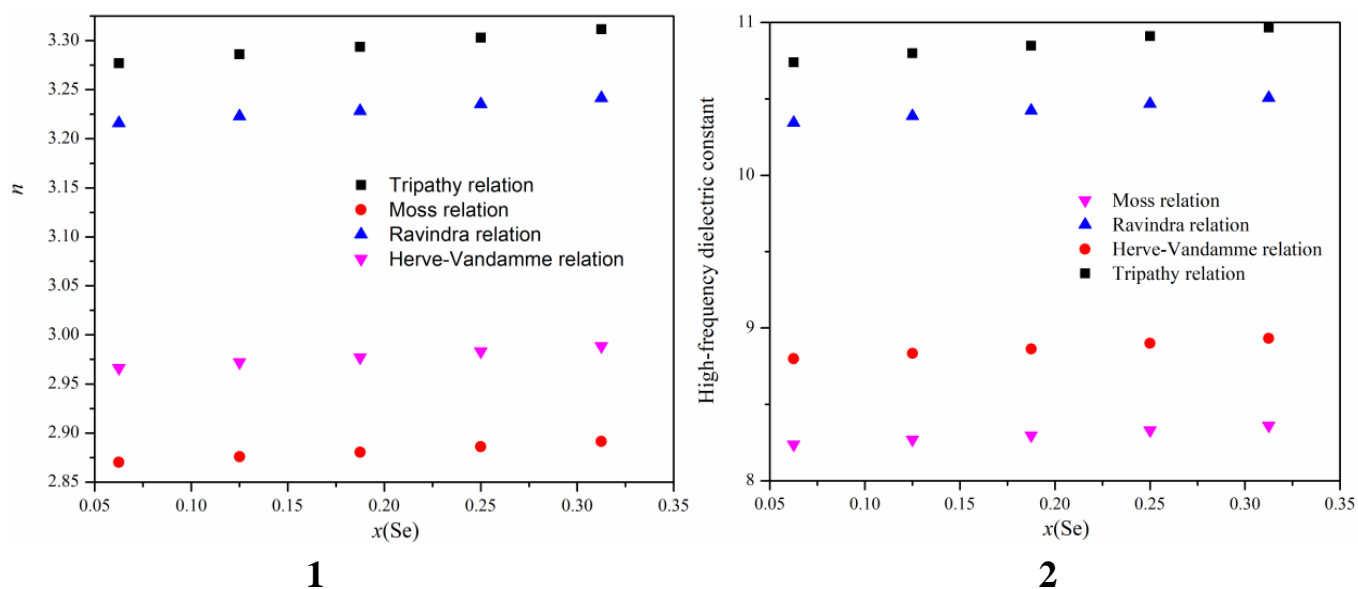 3.30
3.25
3.20
3.15
3.10
3.05
3.00
2.95
2.90
2.85
n
Tripathy relation
Moss relation
Ravindra relation
Herve-Vandamme relation
0.05 0.10 0.15 0.20 0.25 0.30 0.35
x(Se)
1
11
10
9
8
High-frequency dielectric constant
Moss relation
Ravindra relation
Herve-Vandamme relation
Tripathy relation
0.05 0.10 0.15 0.20 0.25 0.30 0.35
x(Se)
2